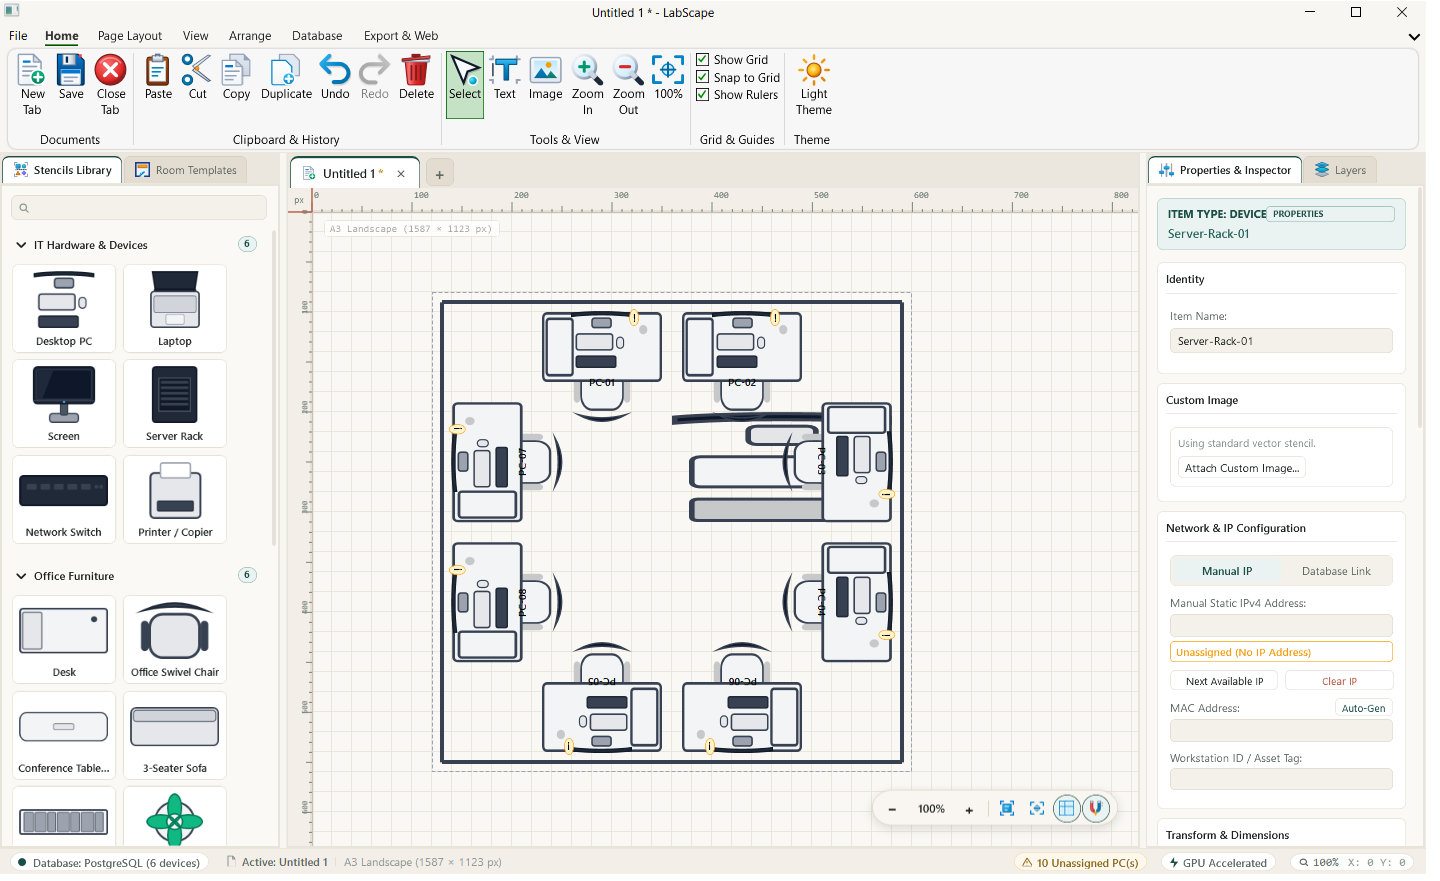 Untitled 1 * - LabScape
File Home Page Layout View Arrange Database Export & Web
New Tab Save Close Tab
Documents
Paste Cut Copy Duplicate Undo Redo Delete
Clipboard & History
Select Text Image Zoom In Zoom Out 100%
Tools & View
Show Grid
Snap to Grid
Show Rulers
Grid & Guides
Light Theme
Theme
Stencils Library Room Templates
IT Hardware & Devices 6
Desktop PC Laptop
Screen Server Rack
Network Switch Printer / Copier
Office Furniture 6
Desk Office Swivel Chair
Conference Table... 3-Seater Sofa
Untitled 1 * × +
px 0 100 200 300 400 500 600 700 800
0
100
200
300
400
500
600
A3 Landscape (1587 × 1123 px)
! !
PC-01 PC-02
! PC-07 PC-03 !
! PC-08 PC-04 !
PC-05 PC-06
! !
− 100% +
Properties & Inspector Layers
ITEM TYPE: DEVICE PROPERTIES
Server-Rack-01
Identity
Item Name:
Server-Rack-01
Custom Image
Using standard vector stencil.
Attach Custom Image...
Network & IP Configuration
Manual IP Database Link
Manual Static IPv4 Address:
Unassigned (No IP Address)
Next Available IP Clear IP
MAC Address: Auto-Gen
Workstation ID / Asset Tag:
Transform & Dimensions
Database: PostgreSQL (6 devices) Active: Untitled 1 A3 Landscape (1587 × 1123 px) 10 Unassigned PC(s) GPU Accelerated 100% X: 0 Y: 0